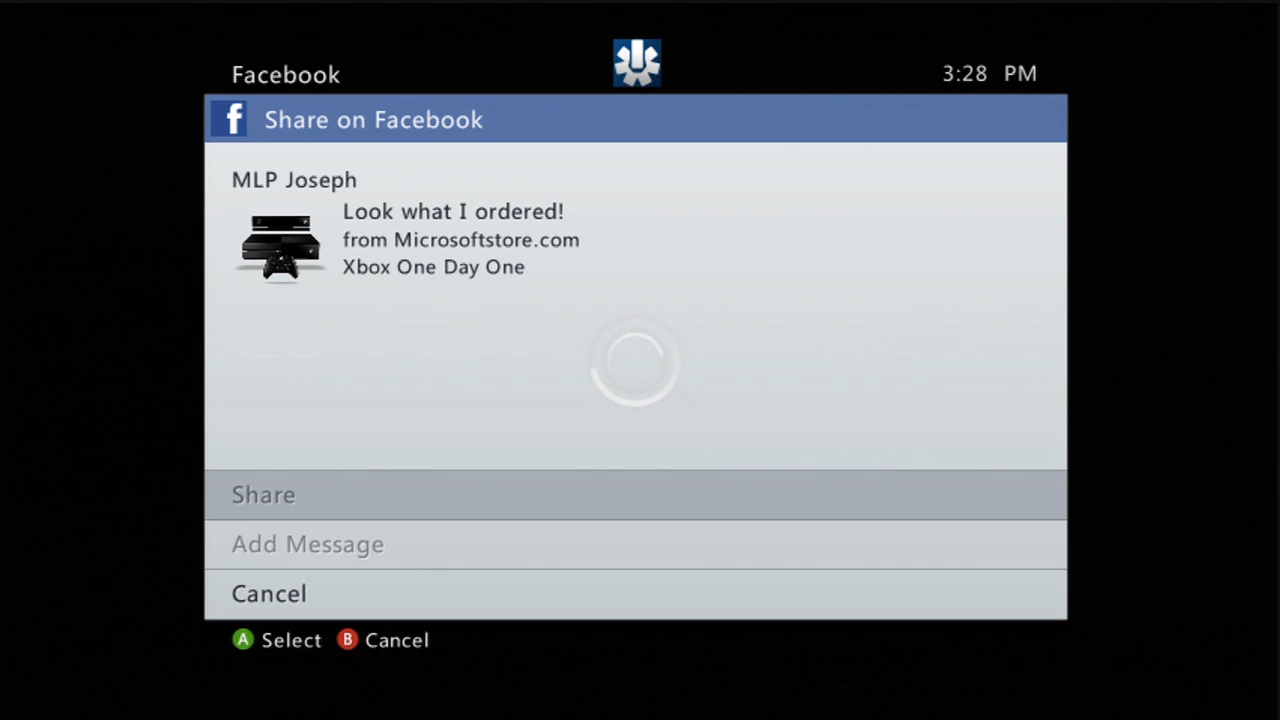 Facebook
3:28 PM
f Share on Facebook
MLP Joseph
Look what I ordered!
from Microsoftstore.com
Xbox One Day One
Share
Add Message
Cancel
A Select B Cancel